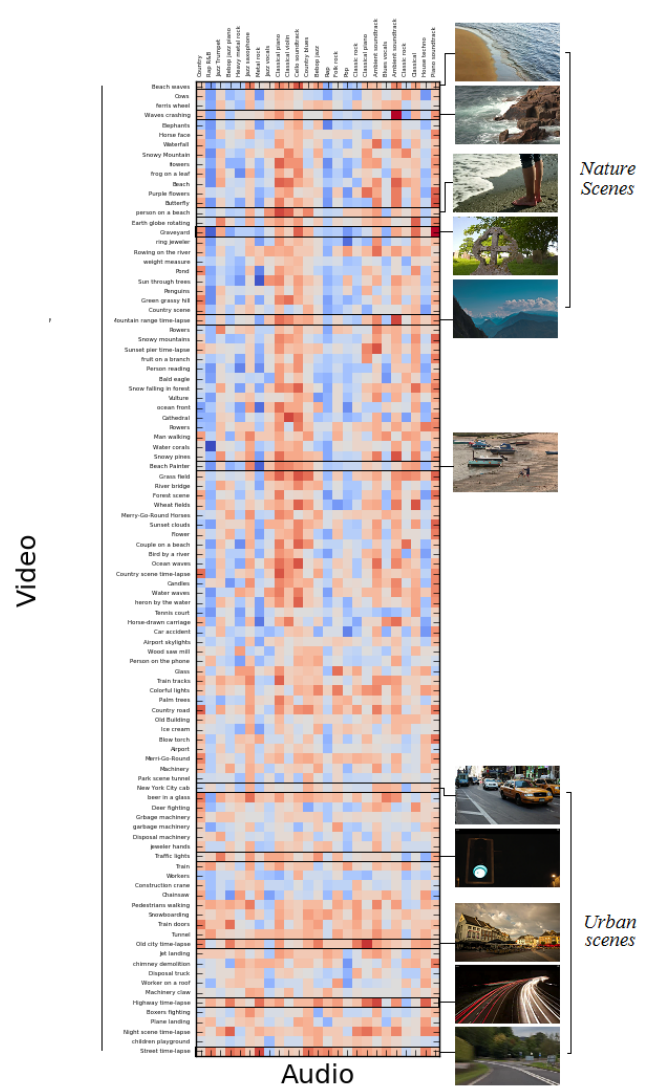 Country
Rap R&B
Jazz Trumpet
Bebop jazz piano
Heavy metal rock
Jazz saxophone
Metal rock
Jazz vocals
Classical piano
Classical violin
Cello soundtrack
Country blues
Bebop jazz
Rap
Folk rock
Pop
Classic rock
Classical piano
Ambient soundtrack
Blues vocals
Ambient soundtrack
Classic rock
Classical
House techno
Piano soundtrack
Beach waves
Cows
ferris wheel
Waves crashing
Elephants
Horse face
Waterfall
Snowy Mountain
flowers
frog on a leaf
Beach
Purple flowers
Butterfly
person on a beach
Earth globe rotating
Graveyard
ring jeweler
Rowing on the river
weight measure
Pond
Sun through trees
Penguins
Green grassy hill
Country scene
Mountain range time-lapse
Flowers
Snowy mountains
Sunset pier time-lapse
fruit on a branch
Person reading
Bald eagle
Snow falling in forest
Vulture
ocean front
Cathedral
Flowers
Man walking
Water corals
Snowy pines
Beach Painter
Grass field
River bridge
Forest scene
Wheat fields
Merry-Go-Round Horses
Sunset clouds
flower
Couple on a beach
Bird by a river
Ocean waves
Country scene time-lapse
Candles
Water waves
heron by the water
Tennis court
Horse-drawn carriage
Car accident
Airport skylights
Wood saw mill
Person on the phone
Glass
Train tracks
Colorful lights
Palm trees
Country road
Old Building
Ice cream
Blow torch
Airport
Merri-Go-Round
Machinery
Park scene tunnel
New York City cab
beer in a glass
Deer fighting
Grbage machinery
garbage machinery
Disposal machinery
jeweler hands
Traffic lights
Train
Workers
Construction crane
Chainsaw
Pedestrians walking
Snowboarding
Train doors
Tunnel
Old city time-lapse
Jet landing
chimney demolition
Disposal truck
Worker on a roof
Machinery claw
Highway time-lapse
Boxers fighting
Plane landing
Night scene time-lapse
children playground
Street time-lapse
Video
Audio
Nature
Scenes
Urban
scenes